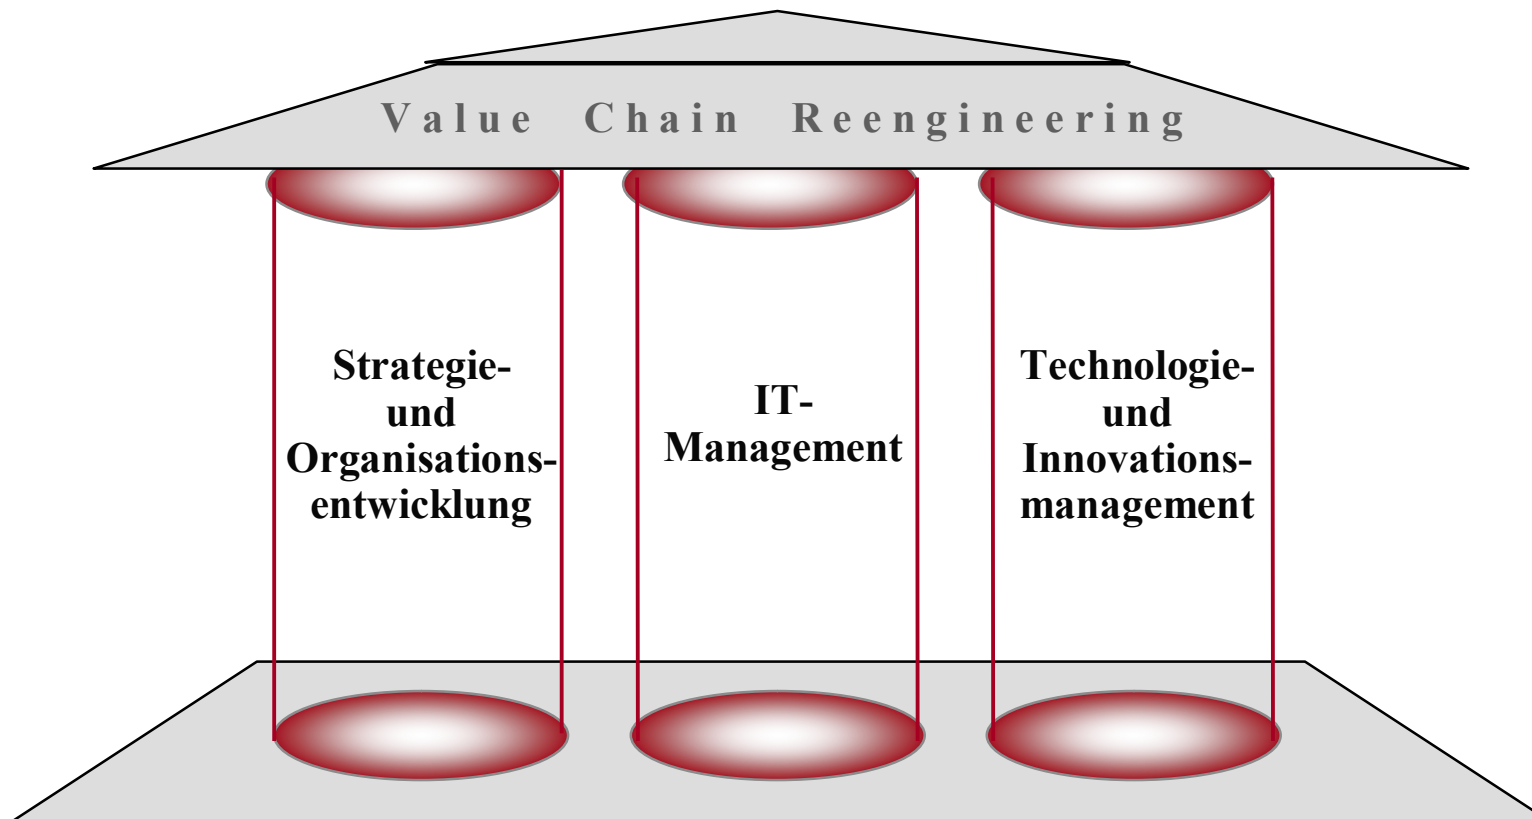 Value Chain Reengineering
Strategie-
und
Organisations-
entwicklung
IT-
Management
Technologie-
und
Innovations-
management